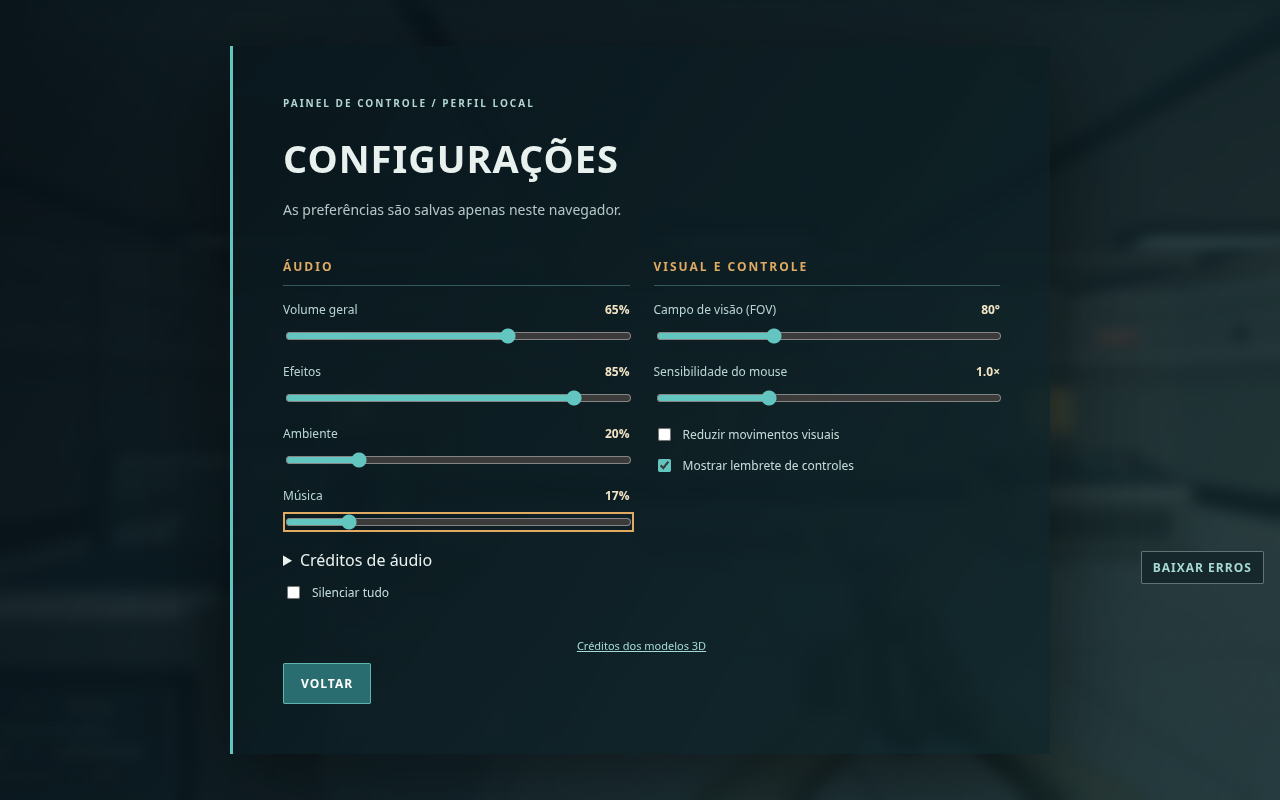 PAINEL DE CONTROLE / PERFIL LOCAL
CONFIGURAÇÕES
As preferências são salvas apenas neste navegador.
ÁUDIO
Volume geral 65%
Efeitos 85%
Ambiente 20%
Música 17%
Créditos de áudio
Silenciar tudo
VISUAL E CONTROLE
Campo de visão (FOV) 80°
Sensibilidade do mouse 1.0×
Reduzir movimentos visuais
Mostrar lembrete de controles
BAIXAR ERROS
Créditos dos modelos 3D
VOLTAR